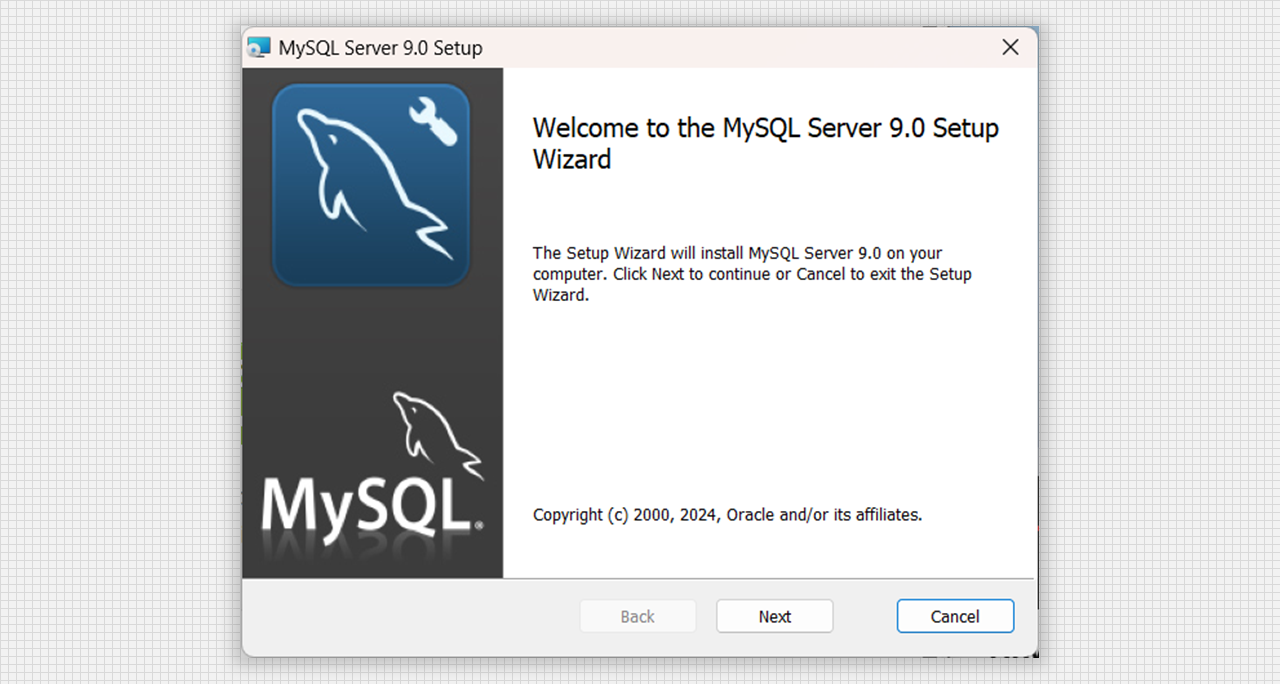 MySQL Server 9.0 Setup
Welcome to the MySQL Server 9.0 Setup
Wizard
The Setup Wizard will install MySQL Server 9.0 on your
computer. Click Next to continue or Cancel to exit the Setup
Wizard.
MySQL®
Copyright (c) 2000, 2024, Oracle and/or its affiliates.
Back
Next
Cancel